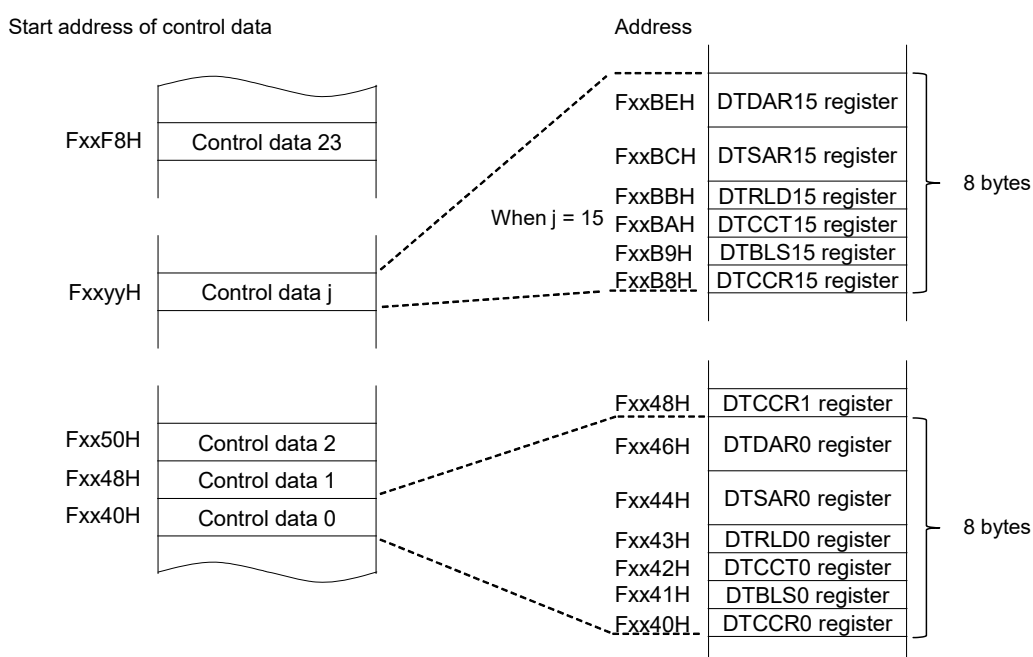 Start address of control data
Address
FxxF8H Control data 23
FxxyyH Control data j
Fxx50H Control data 2
Fxx48H Control data 1
Fxx40H Control data 0
When j = 15
FxxBEH DTDAR15 register
FxxBCH DTSAR15 register
FxxBBH DTRLD15 register
FxxBAH DTCCT15 register
FxxB9H DTBLS15 register
FxxB8H DTCCR15 register
8 bytes
Fxx48H DTCCR1 register
Fxx46H DTDAR0 register
Fxx44H DTSAR0 register
Fxx43H DTRLD0 register
Fxx42H DTCCT0 register
Fxx41H DTBLS0 register
Fxx40H DTCCR0 register
8 bytes